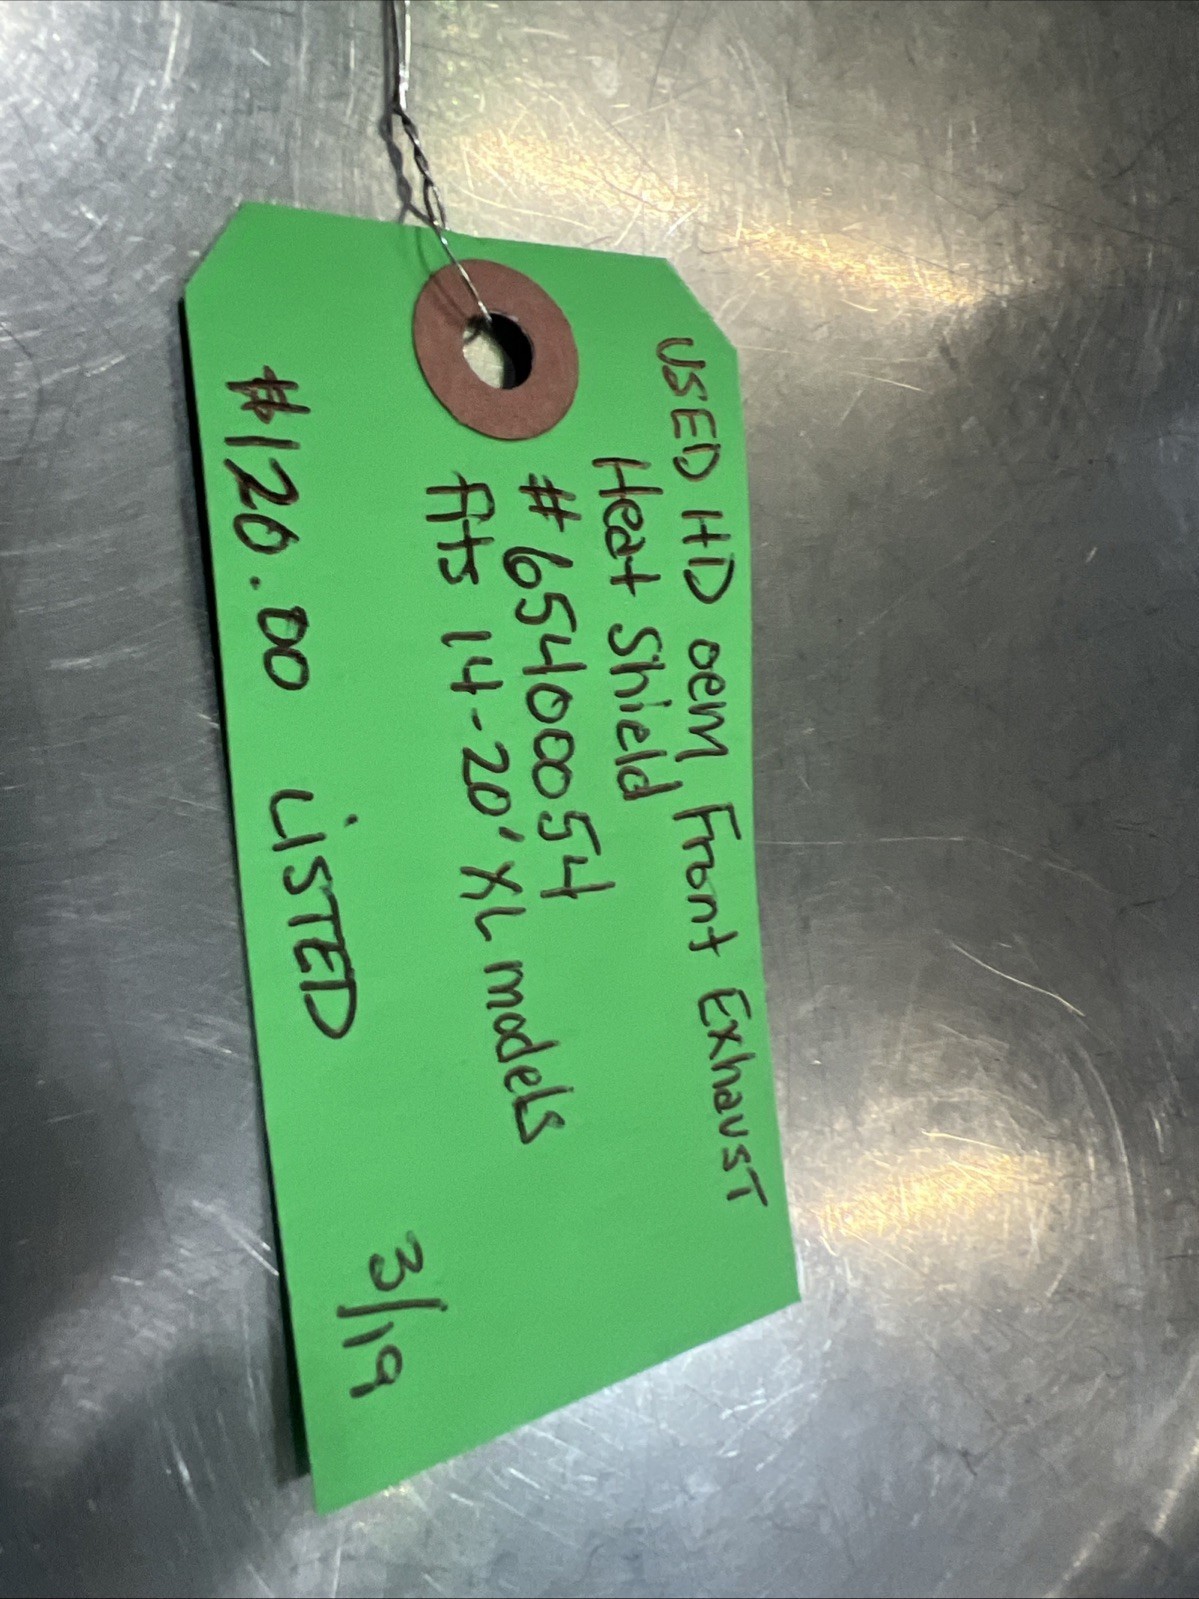 USED HD oem Front Exhaust
Heat Shield
# 65400054
fits 14-20' XL models
$120.00 LiSTED
3/19